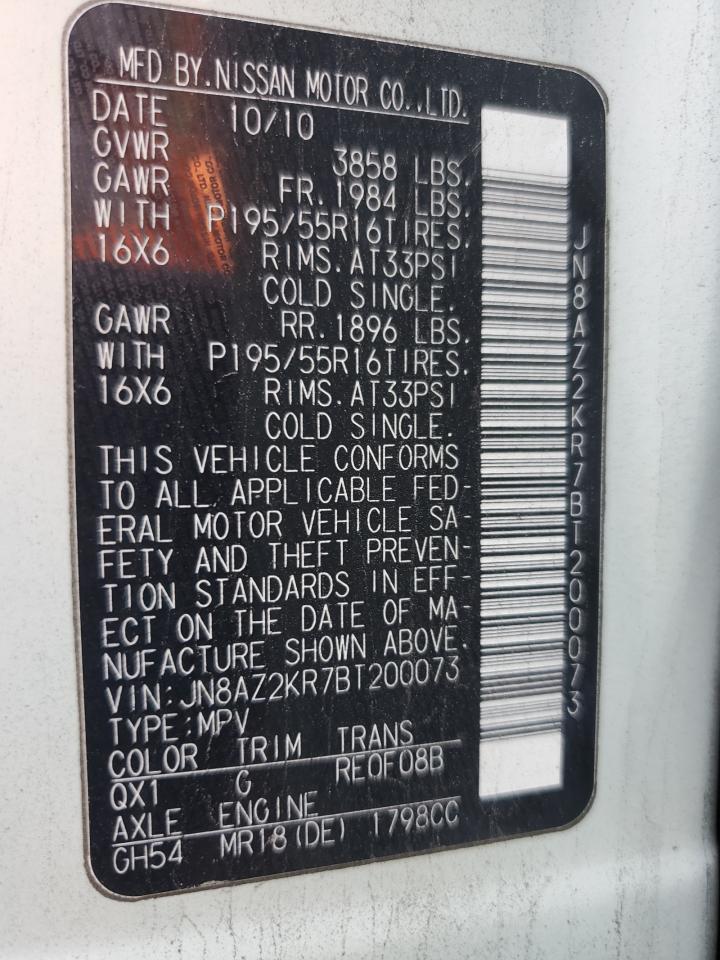 MFD BY.NISSAN MOTOR CO.,LTD.
DATE 10/10
GVWR 3858 LBS.
GAWR FR. 1984 LBS.
WITH P195/55R16TIRES.
16X6 RIMS.AT33PSI
COLD SINGLE.
GAWR RR. 1896 LBS.
WITH P195/55R16TIRES.
16X6 RIMS.AT33PSI
COLD SINGLE.
THIS VEHICLE CONFORMS
TO ALL APPLICABLE FED-
ERAL MOTOR VEHICLE SA-
FETY AND THEFT PREVEN-
TION STANDARDS IN EFF-
ECT ON THE DATE OF MA-
NUFACTURE SHOWN ABOVE.
VIN:JN8AZ2KR7BT200073
TYPE:MPV
COLOR TRIM TRANS
QX1 G RE0F08B
AXLE ENGINE
GH54 MR18(DE) 1798CC
JN8AZ2KR7BT200073